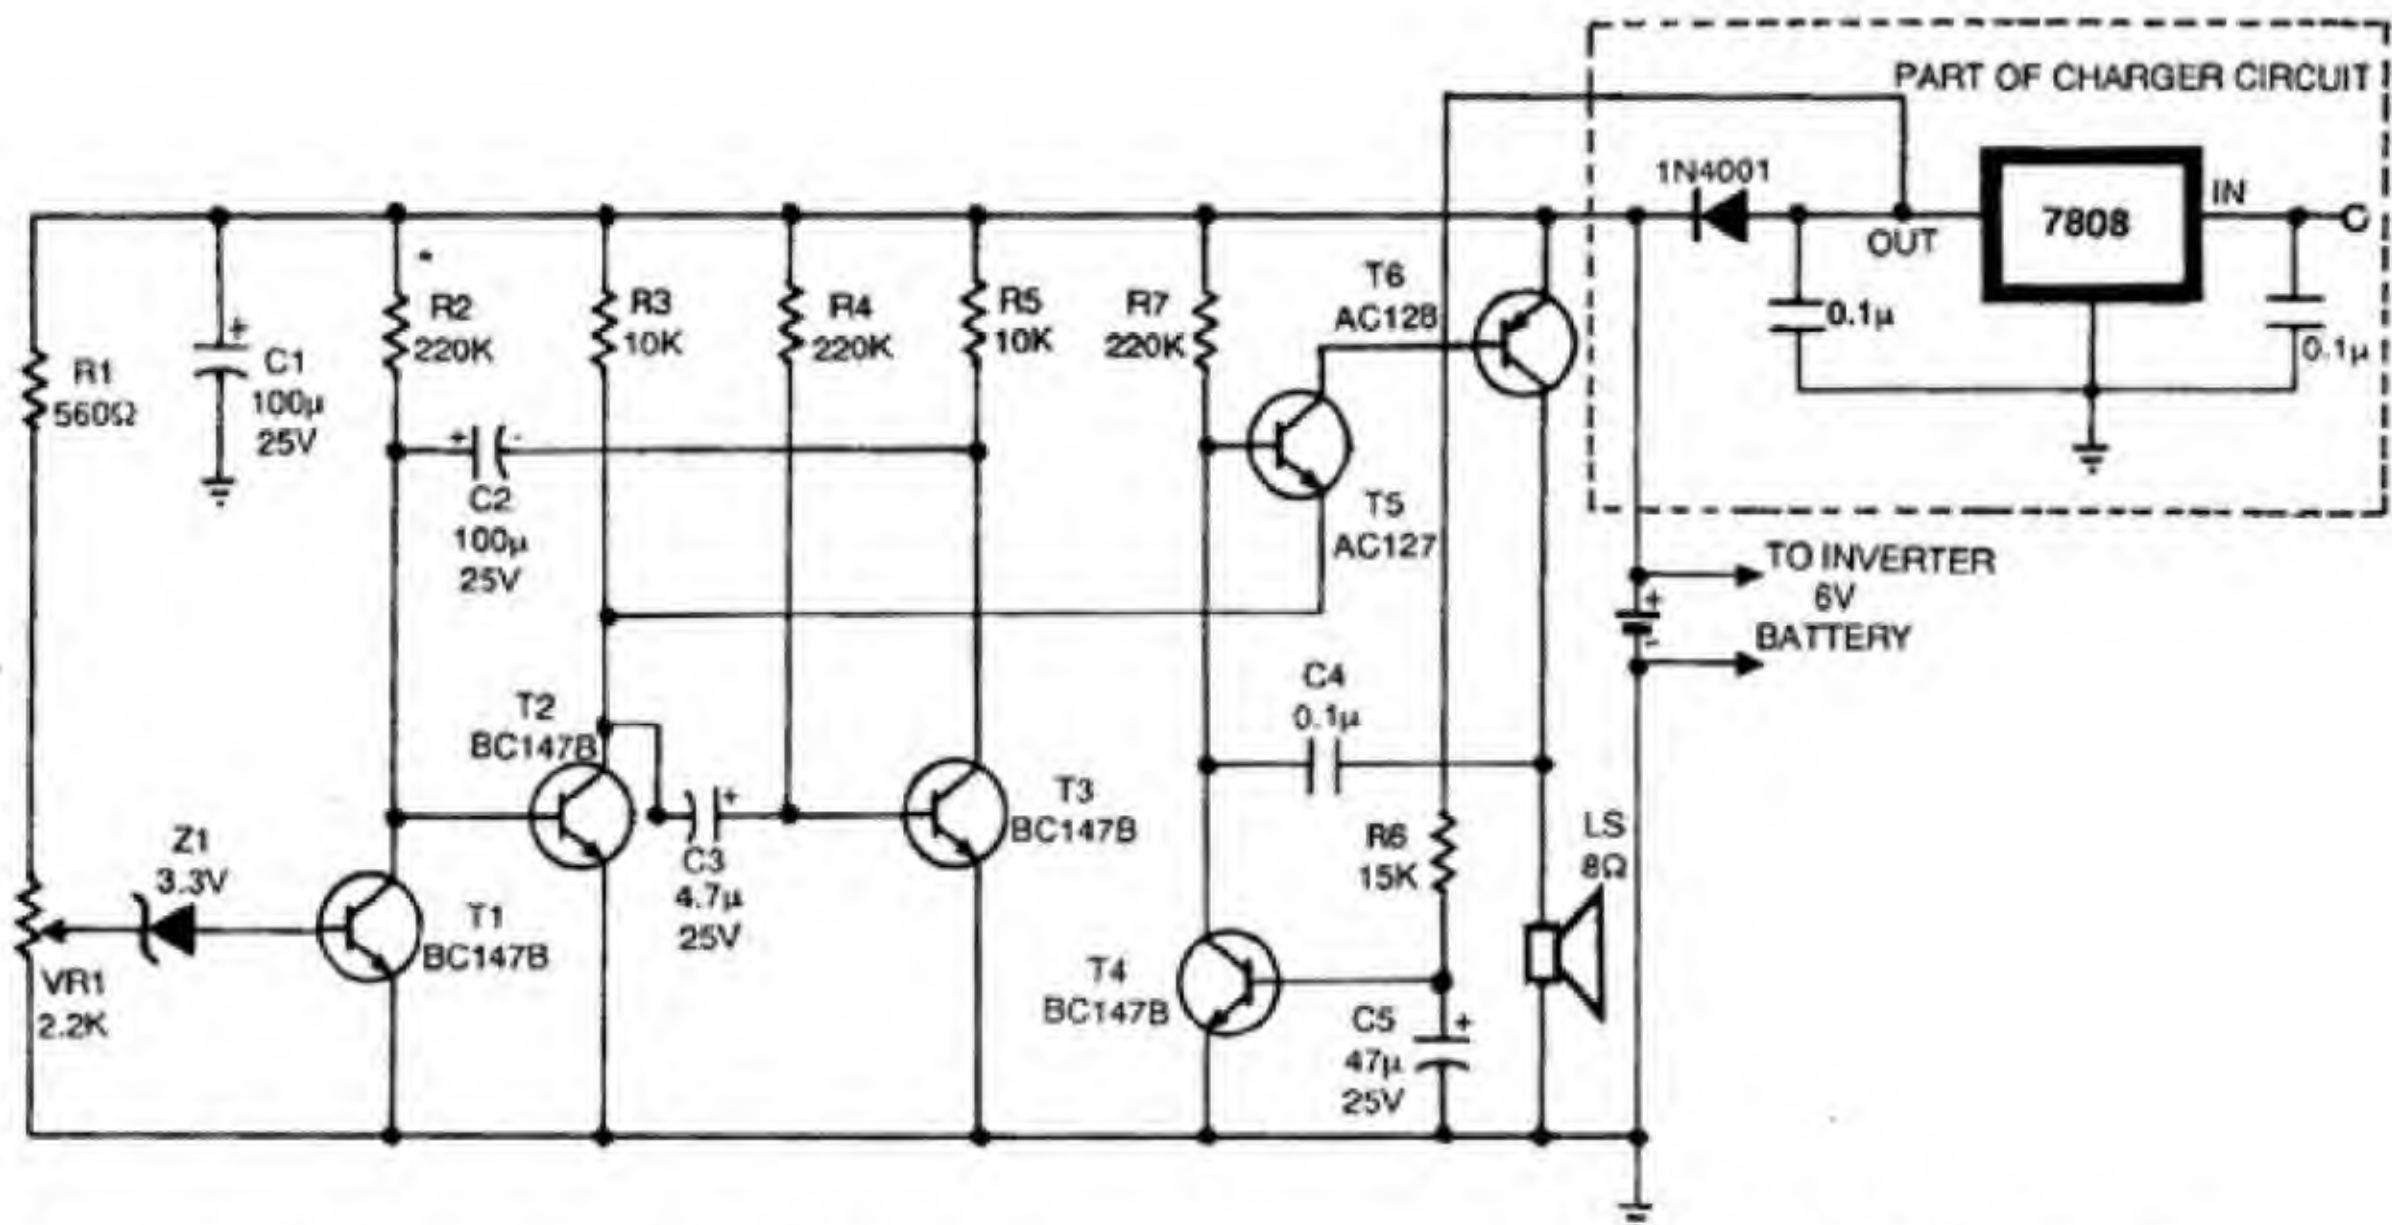 PART OF CHARGER CIRCUIT
1N4001
IN
7808
OUT
0.1µ
0.1µ
R1
560Ω
+
C1
100µ
25V
R2
220K
R3
10K
R4
220K
R5
10K
R7
220K
T6
AC128
+ -
C2
100µ
25V
T5
AC127
TO INVERTER
+
6V
-
BATTERY
T2
BC147B
C4
0.1µ
Z1
3.3V
+
C3
4.7µ
25V
T3
BC147B
R6
15K
LS
8Ω
VR1
2.2K
T1
BC147B
T4
BC147B
+
C5
47µ
25V